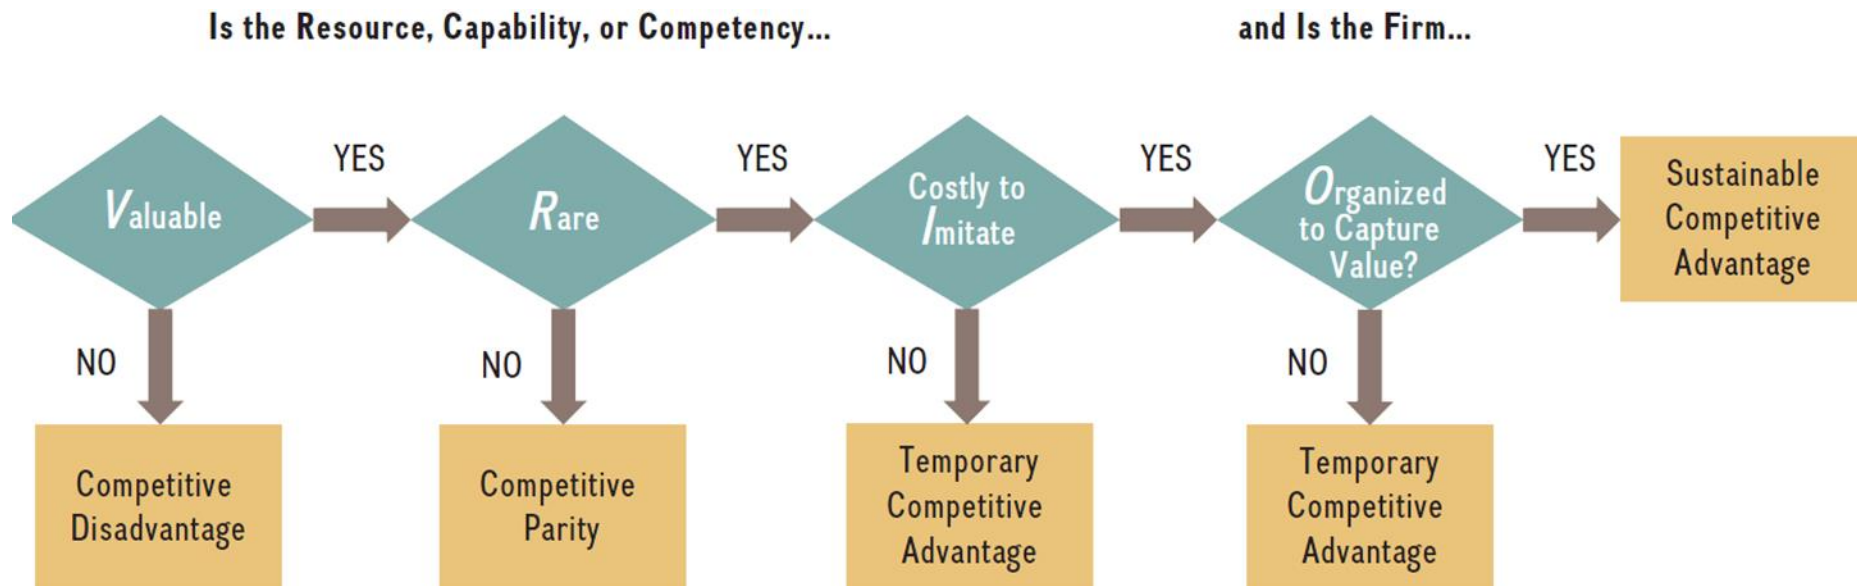 Is the Resource, Capability, or Competency...
and Is the Firm...
Valuable
YES
Rare
YES
Costly to
Imitate
YES
Organized
to Capture
Value?
YES
Sustainable
Competitive
Advantage
NO
NO
NO
NO
Competitive
Disadvantage
Competitive
Parity
Temporary
Competitive
Advantage
Temporary
Competitive
Advantage